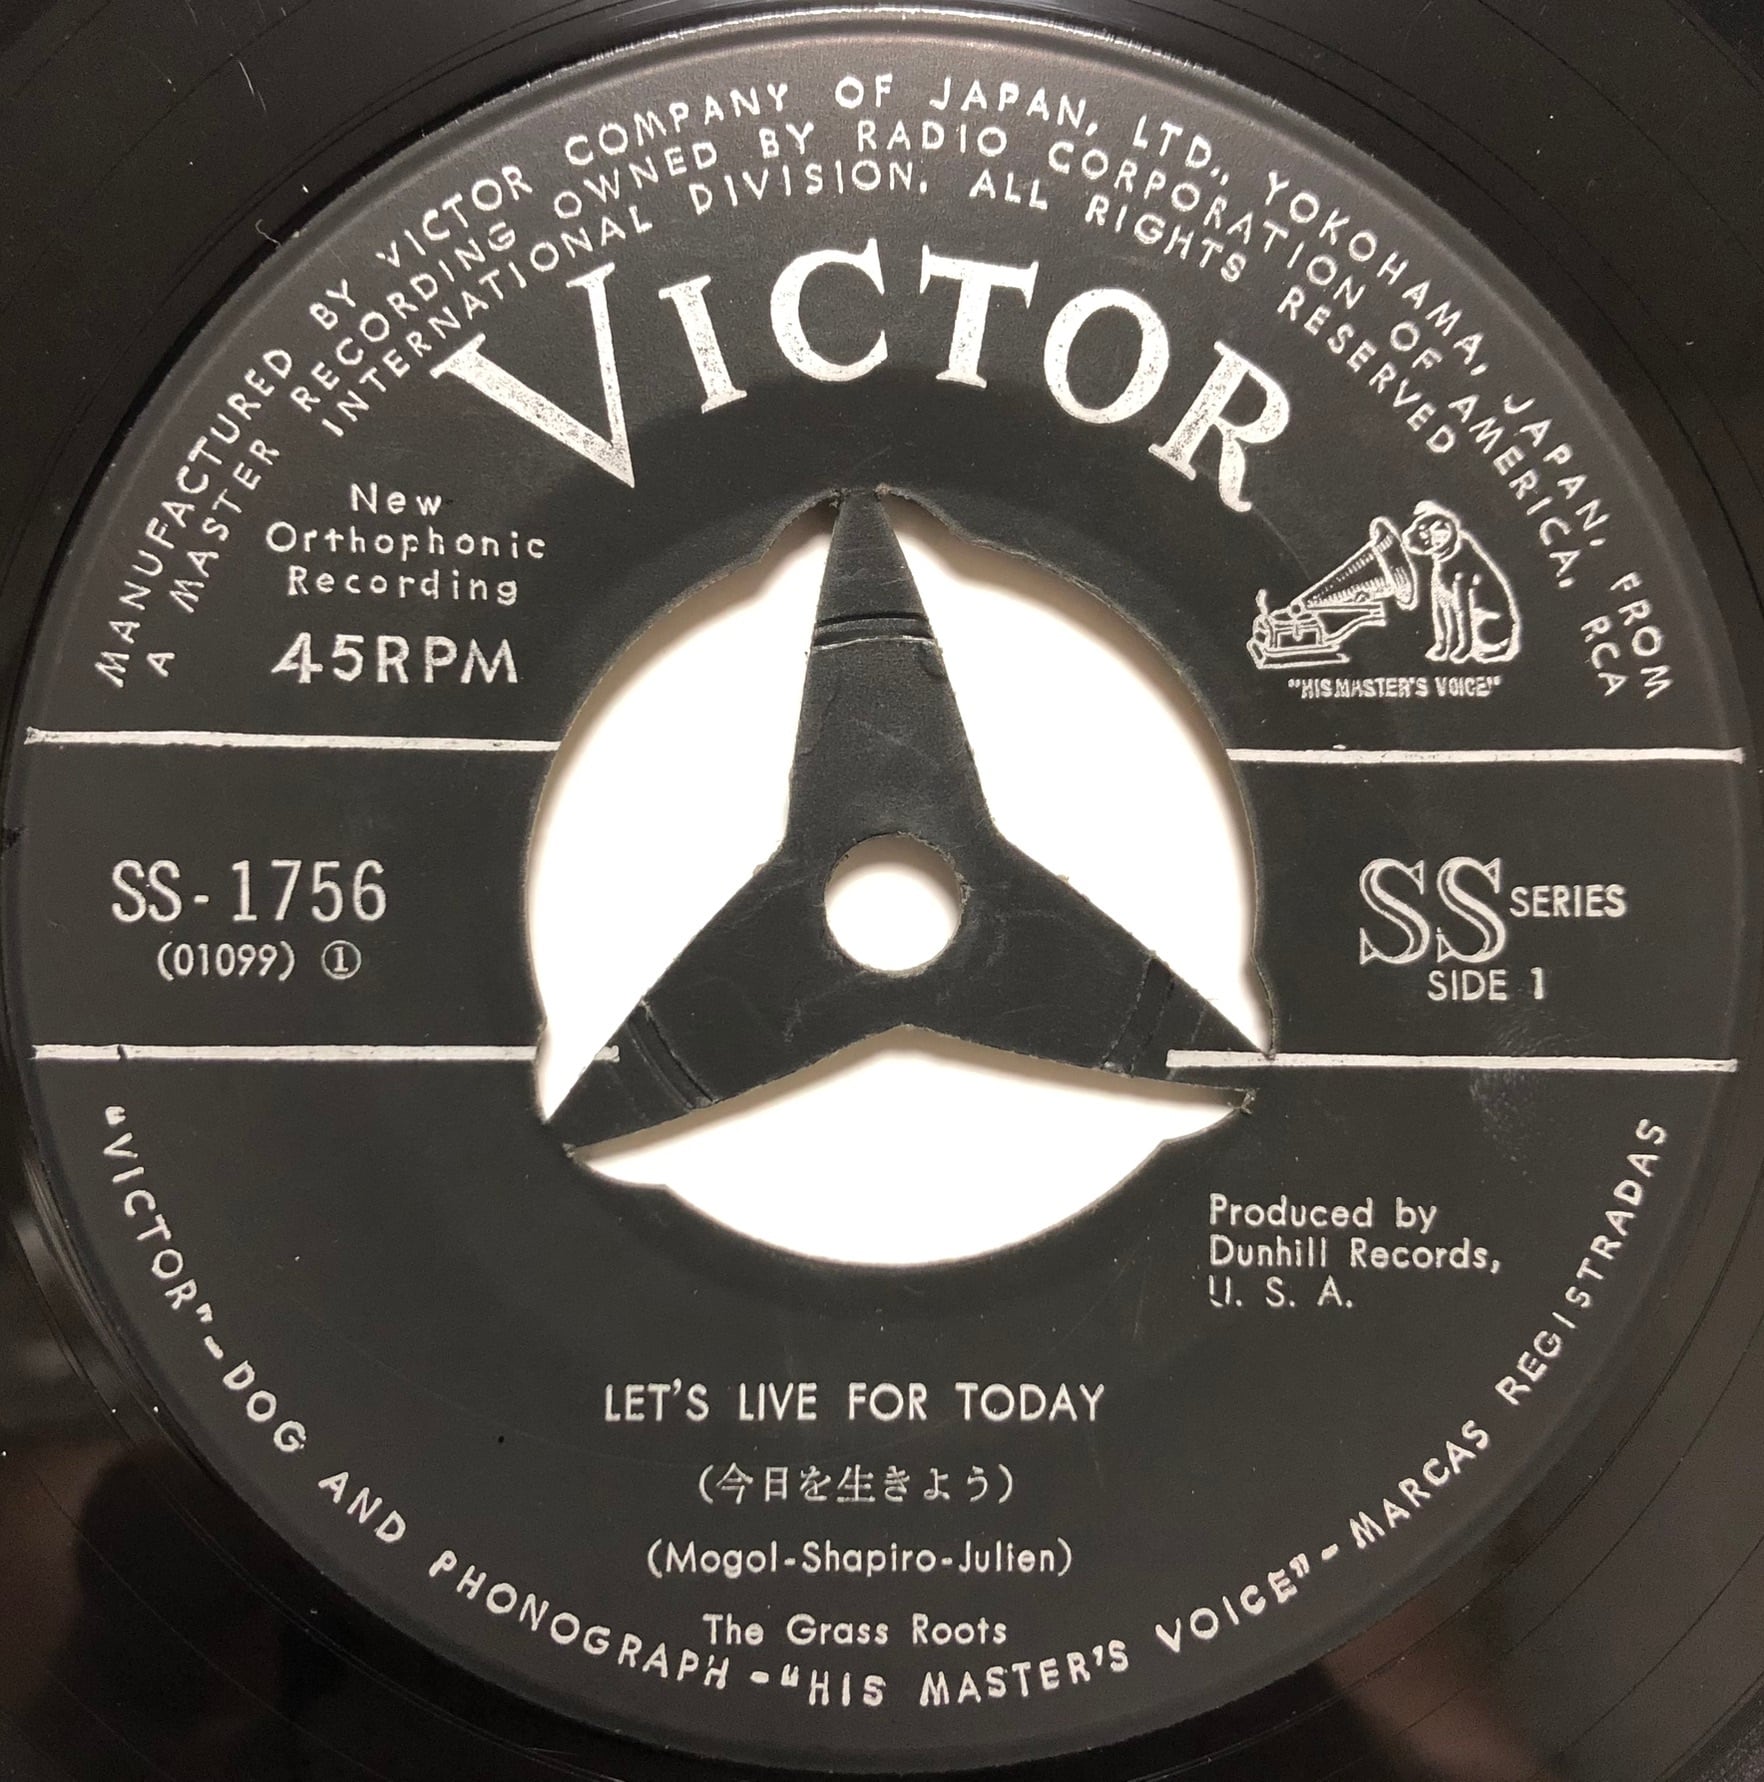 MANUFACTURED BY VICTOR COMPANY OF JAPAN, LTD., YOKOHAMA, JAPAN, FROM
A MASTER RECORDING OWNED BY RADIO CORPORATION OF AMERICA, RCA
INTERNATIONAL DIVISION. ALL RIGHTS RESERVED
VICTOR
New
Orthophonic
Recording
45RPM
"HIS MASTER'S VOICE"
SS-1756
(01099) ①
SS SERIES
SIDE 1
Produced by
Dunhill Records,
U. S. A.
LET'S LIVE FOR TODAY
(今日を生きよう)
(Mogol-Shapiro-Julien)
The Grass Roots
"VICTOR"-DOG AND PHONOGRAPH-"HIS MASTER'S VOICE"-MARCAS REGISTRADAS